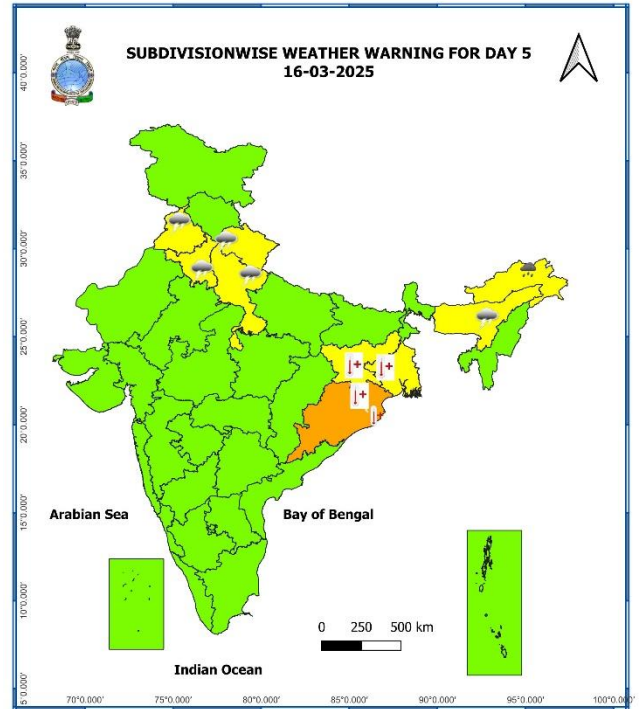 SUBDIVISIONWISE WEATHER WARNING FOR DAY 5
16-03-2025
40°0.000'
35°0.000'
30°0.000'
25°0.000'
20°0.000'
15°0.000'
10°0.000'
5°0.000'
Arabian Sea
Bay of Bengal
0 250 500 km
Indian Ocean
70°0.000' 75°0.000' 80°0.000' 85°0.000' 90°0.000' 95°0.000' 100°0.000'